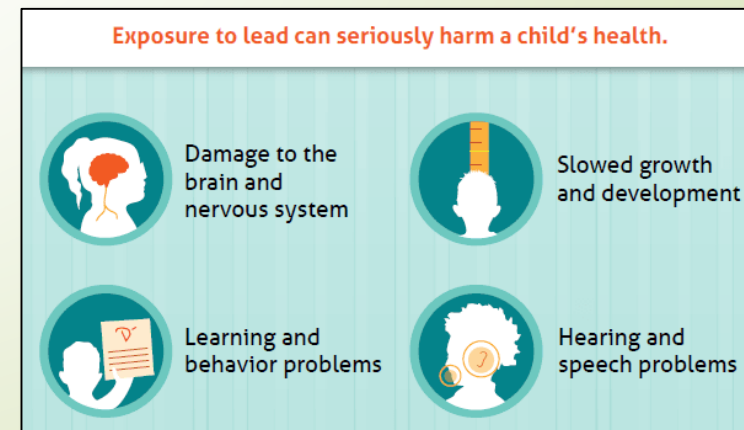 Exposure to lead can seriously harm a child's health.
Damage to the
brain and
nervous system
Slowed growth
and development
D-
Learning and
behavior problems
Hearing and
speech problems